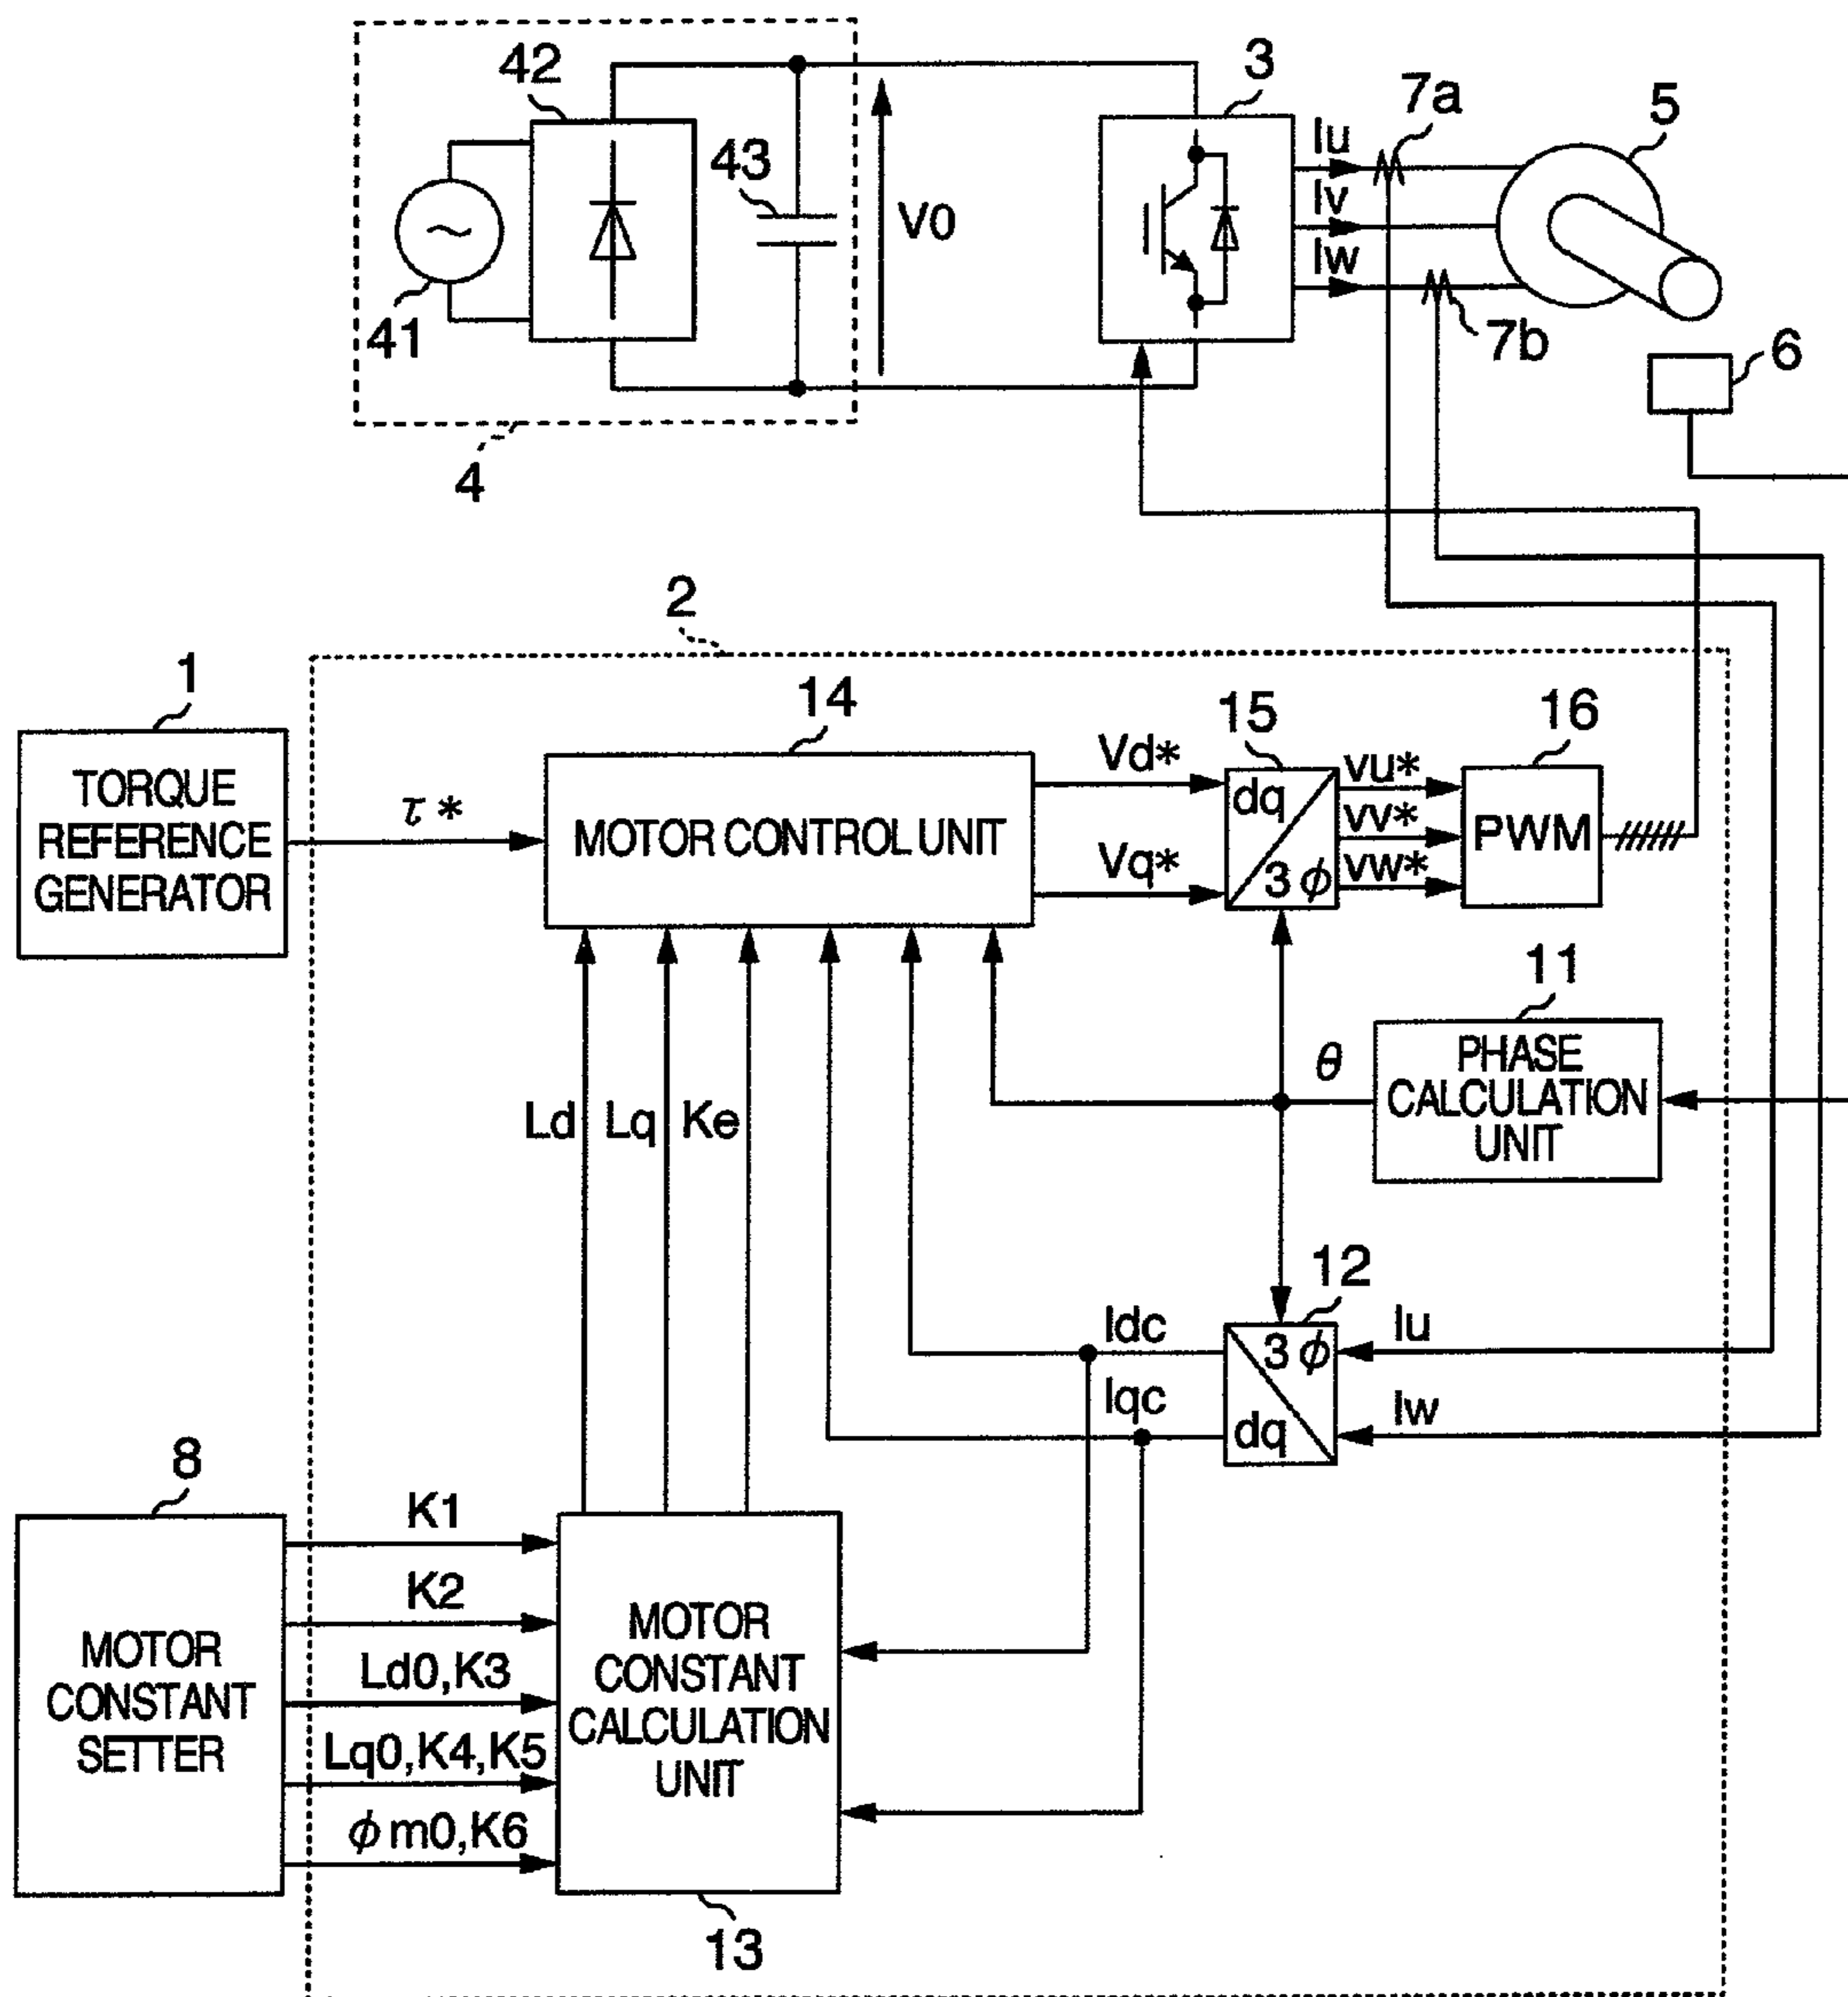 42
3
7a
5
43
Iu
Iv
V0
Iw
~
41
7b
6
4
2
1
14
15
16
TORQUE
REFERENCE
GENERATOR
τ*
MOTOR CONTROL UNIT
Vd*
Vq*
dq
3φ
vu*
vv*
vw*
PWM
11
Ld
Lq
Ke
θ
PHASE
CALCULATION
UNIT
12
Idc
Iqc
3φ
dq
Iu
Iw
8
MOTOR
CONSTANT
SETTER
K1
K2
Ld0,K3
Lq0,K4,K5
φm0,K6
MOTOR
CONSTANT
CALCULATION
UNIT
13